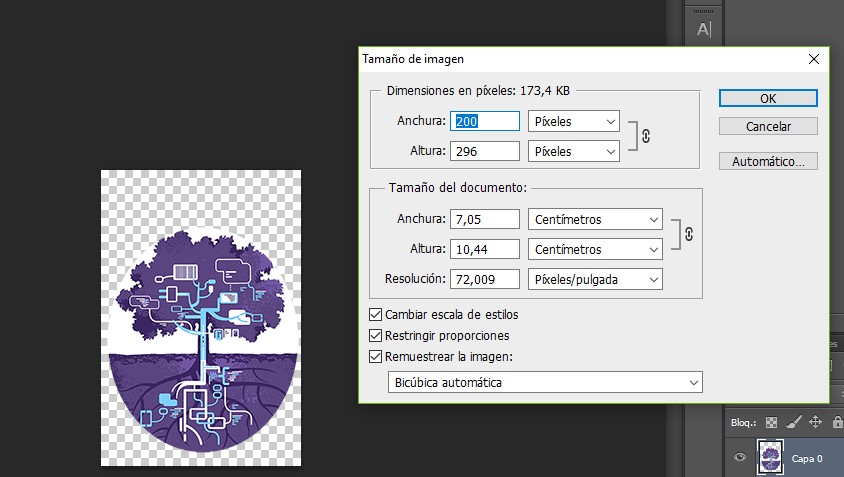 A|
Tamaño de imagen
Dimensiones en píxeles: 173,4 KB
Anchura: 200 Píxeles
Altura: 296 Píxeles
OK
Cancelar
Automático...
Tamaño del documento:
Anchura: 7,05 Centímetros
Altura: 10,44 Centímetros
Resolución: 72,009 Píxeles/pulgada
Cambiar escala de estilos
Restringir proporciones
Remuestrear la imagen:
Bicúbica automática
es
Bloq.:
Capa 0